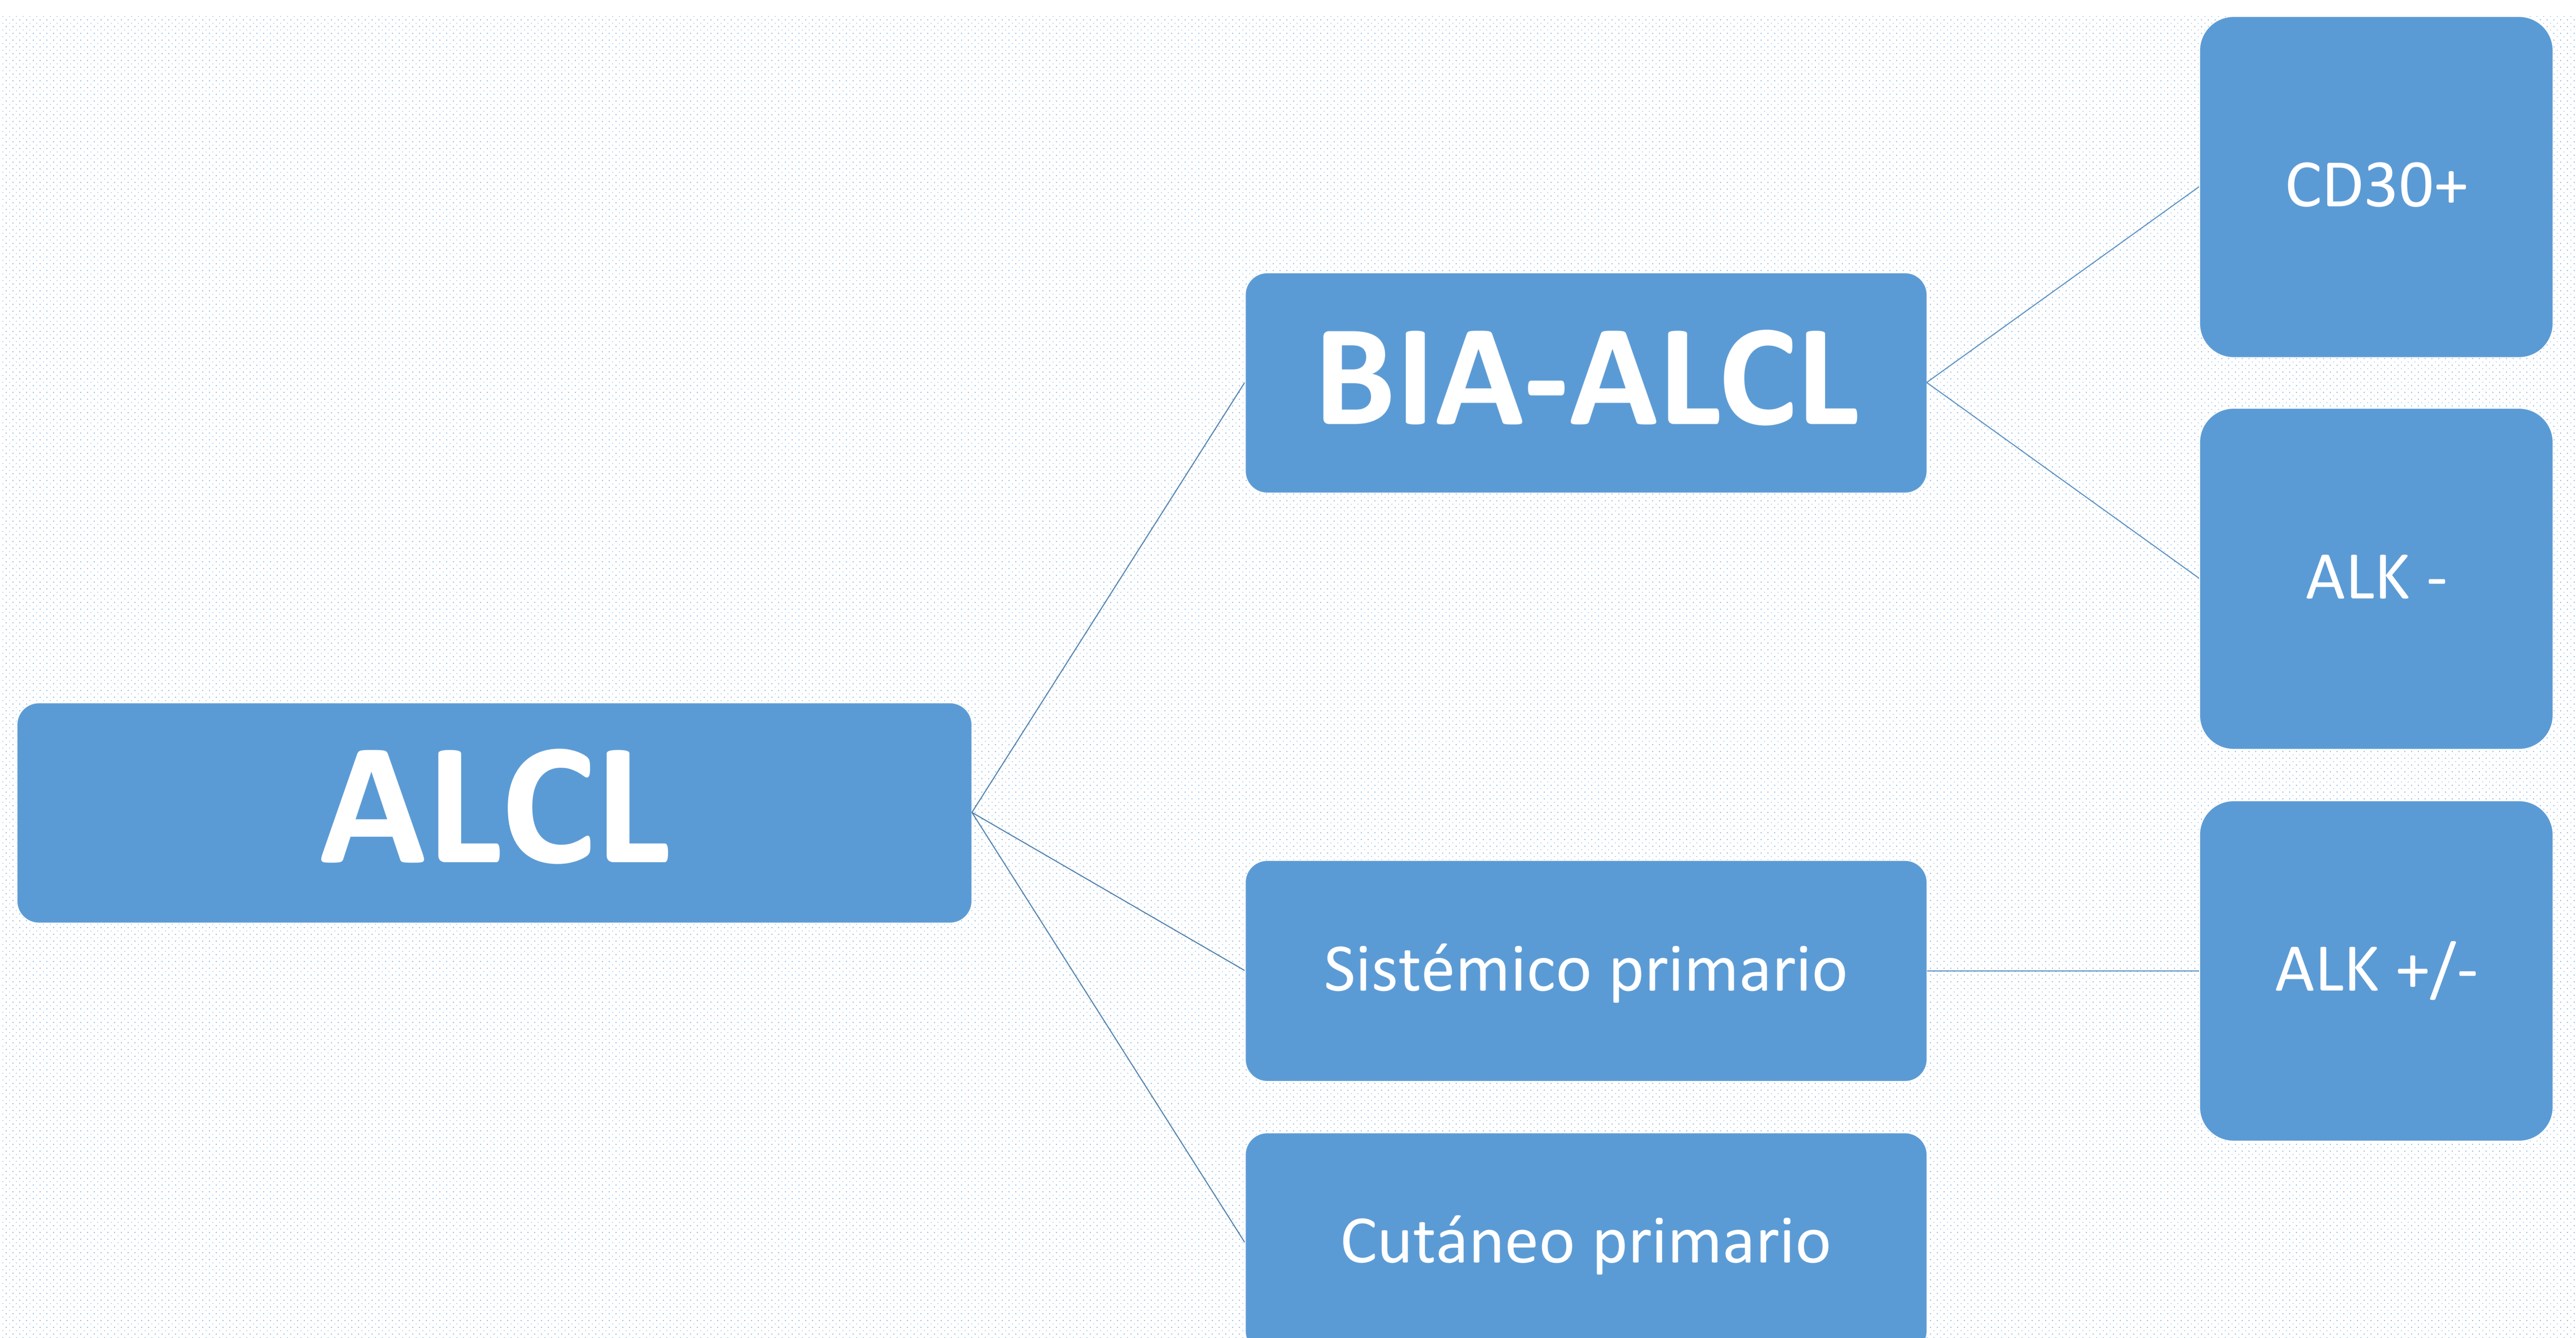 ALCL
BIA-ALCL
CD30+
ALK -
Sistémico primario
ALK +/-
Cutáneo primario